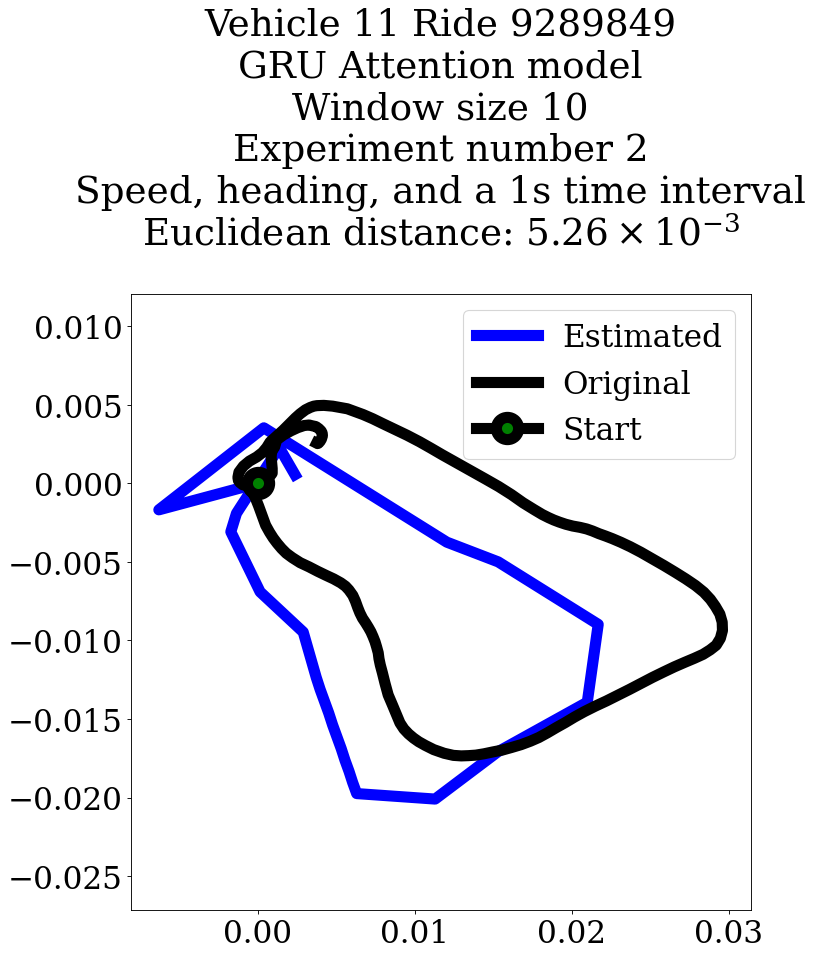 Vehicle 11 Ride 9289849
GRU Attention model
Window size 10
Experiment number 2
Speed, heading, and a 1s time interval
Euclidean distance: 5.26 × 10⁻³
Estimated
Original
Start
0.010
0.005
0.000
−0.005
−0.010
−0.015
−0.020
−0.025
0.00 0.01 0.02 0.03